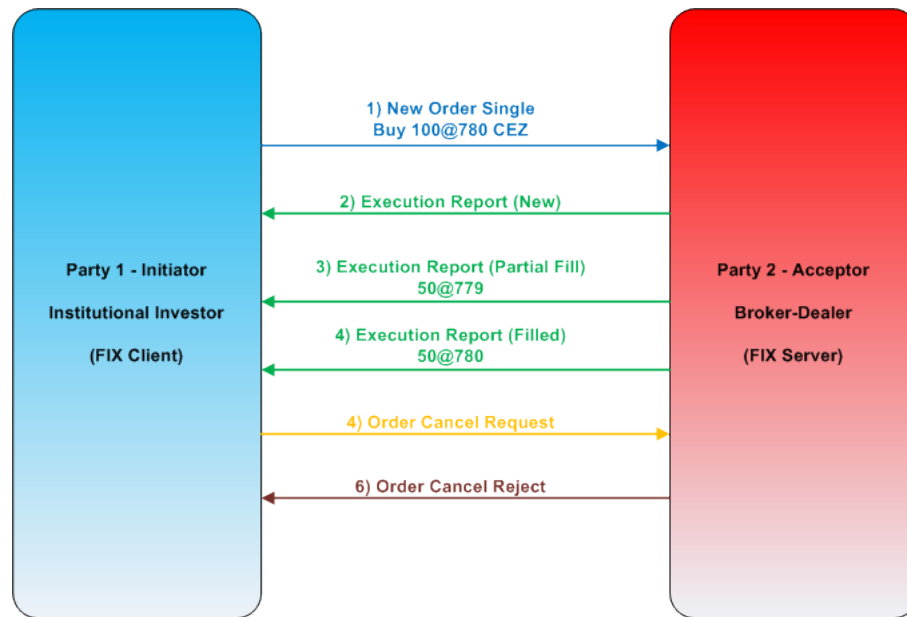 1) New Order Single
Buy 100@780 CEZ
2) Execution Report (New)
Party 1 - Initiator
Institutional Investor
(FIX Client)
3) Execution Report (Partial Fill)
50@779
4) Execution Report (Filled)
50@780
Party 2 - Acceptor
Broker-Dealer
(FIX Server)
4) Order Cancel Request
6) Order Cancel Reject